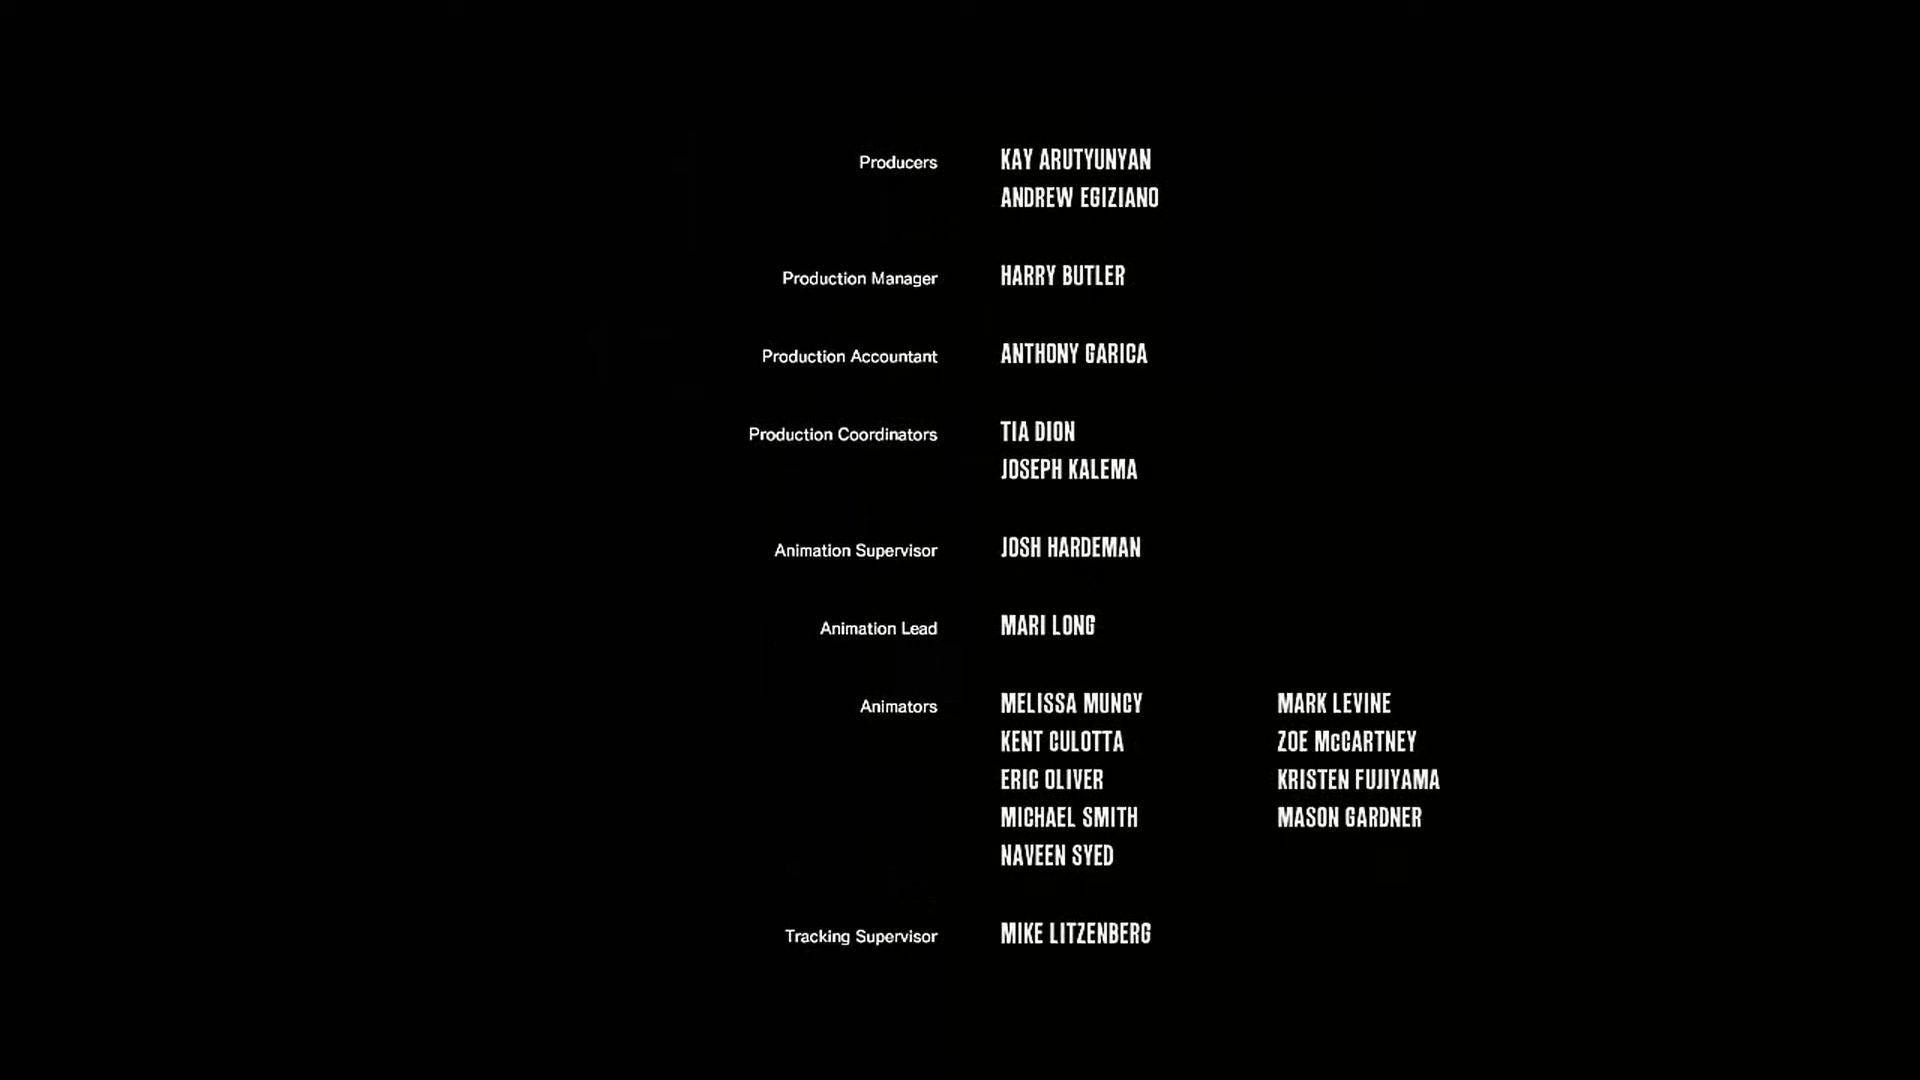 Producers KAY ARUTYUNYAN
ANDREW EGIZIANO
Production Manager HARRY BUTLER
Production Accountant ANTHONY GARICA
Production Coordinators TIA DION
JOSEPH KALEMA
Animation Supervisor JOSH HARDEMAN
Animation Lead MARI LONG
Animators MELISSA MUNCY MARK LEVINE
KENT CULOTTA ZOE McCARTNEY
ERIC OLIVER KRISTEN FUJIYAMA
MICHAEL SMITH MASON GARDNER
NAVEEN SYED
Tracking Supervisor MIKE LITZENBERG